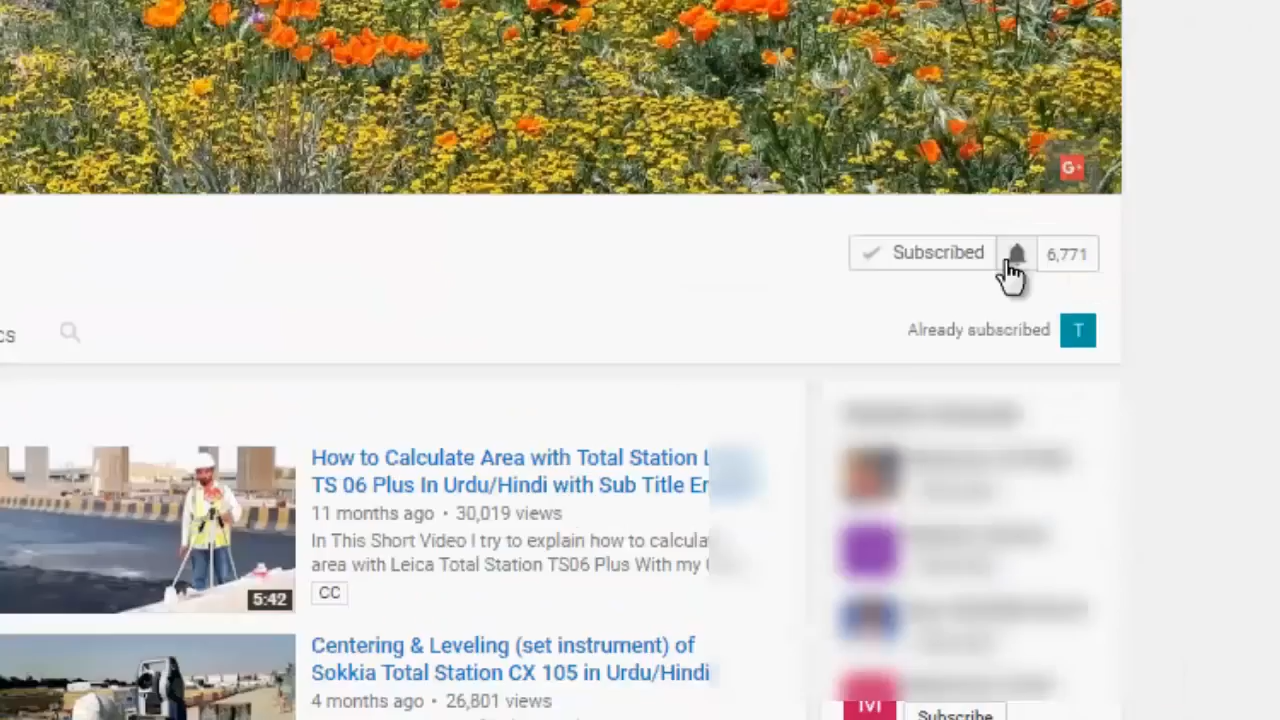 G+
Subscribed
6,771
cs
Already subscribed
T
How to Calculate Area with Total Station L
TS 06 Plus In Urdu/Hindi with Sub Title Er
11 months ago • 30,019 views
In This Short Video I try to explain how to calcula
area with Leica Total Station TS06 Plus With my
CC
5:42
Centering & Leveling (set instrument) of
Sokkia Total Station CX 105 in Urdu/Hindi
4 months ago • 26,801 views
Subscribe